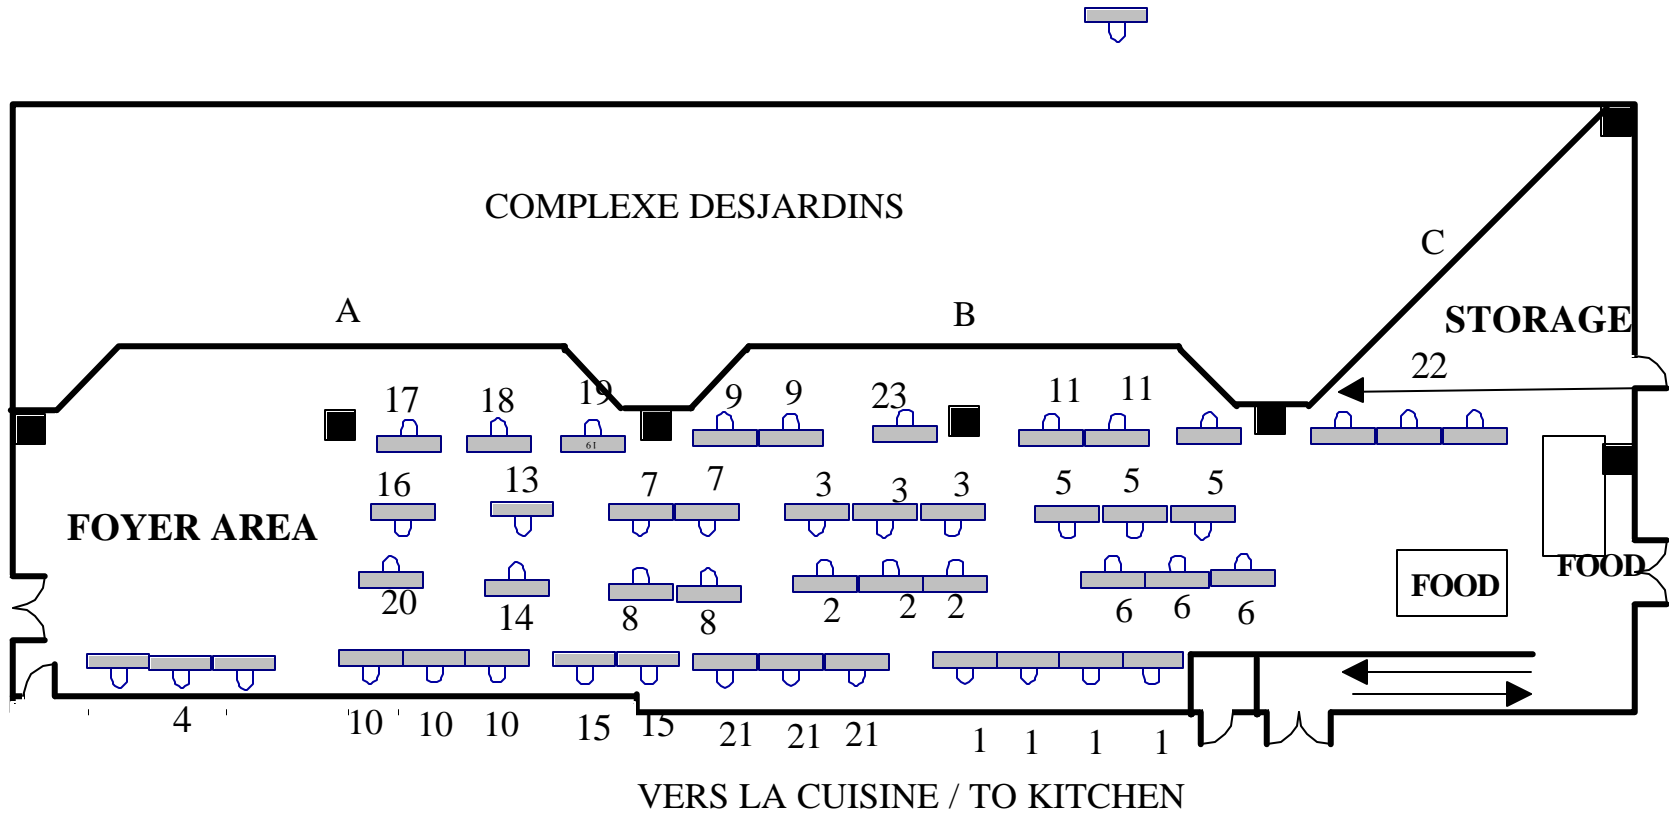 COMPLEXE DESJARDINS
C
A
B
STORAGE
22
17 18 19 9 9 23 11 11
61
16 13 7 7 3 3 3 5 5 5
FOYER AREA
FOOD FOOD
20 14 8 8 2 2 2 6 6 6
4 10 10 10 15 15 21 21 21 1 1 1 1
VERS LA CUISINE / TO KITCHEN